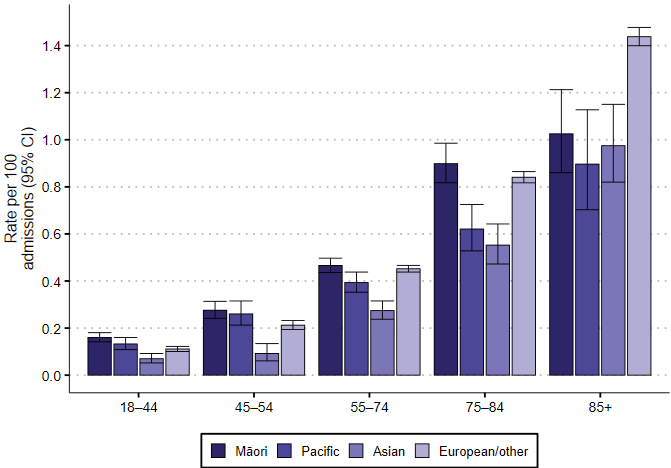 Rate per 100
admissions (95% CI)
1.4
1.2
1.0
0.8
0.6
0.4
0.2
0.0
18–44 45–54 55–74 75–84 85+
Māori Pacific Asian European/other